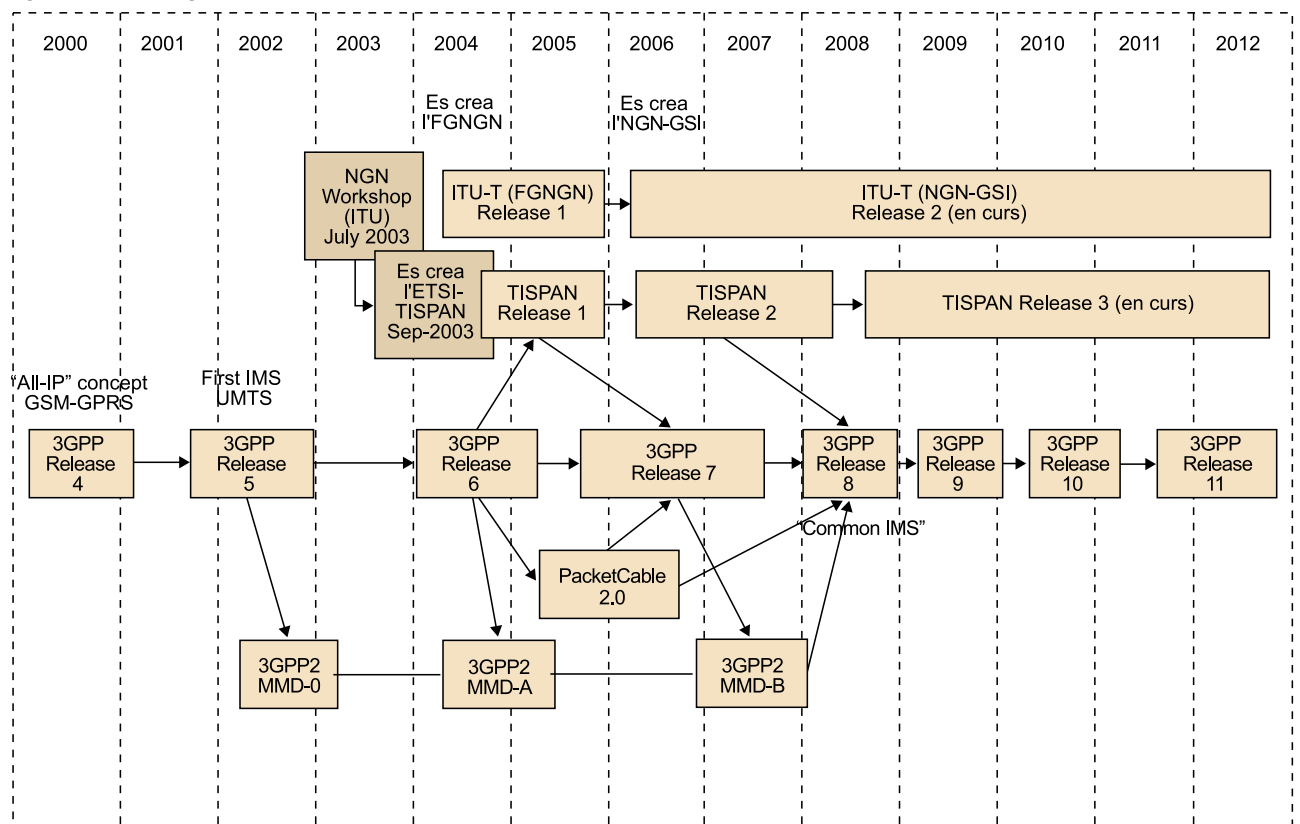 2000 2001 2002 2003 2004 2005 2006 2007 2008 2009 2010 2011 2012
Es crea
l'FGNGN
Es crea
l'NGN-GSI
NGN
Workshop
(ITU)
July 2003
ITU-T (FGNGN)
Release 1
ITU-T (NGN-GSI)
Release 2 (en curs)
Es crea
l'ETSI-
TISPAN
Sep-2003
TISPAN
Release 1
TISPAN
Release 2
TISPAN Release 3 (en curs)
"All-IP" concept
GSM-GPRS
First IMS
UMTS
3GPP
Release
4
3GPP
Release
5
3GPP
Release
6
3GPP
Release 7
3GPP
Release
8
3GPP
Release
9
3GPP
Release
10
3GPP
Release
11
"Common IMS"
PacketCable
2.0
3GPP2
MMD-0
3GPP2
MMD-A
3GPP2
MMD-B